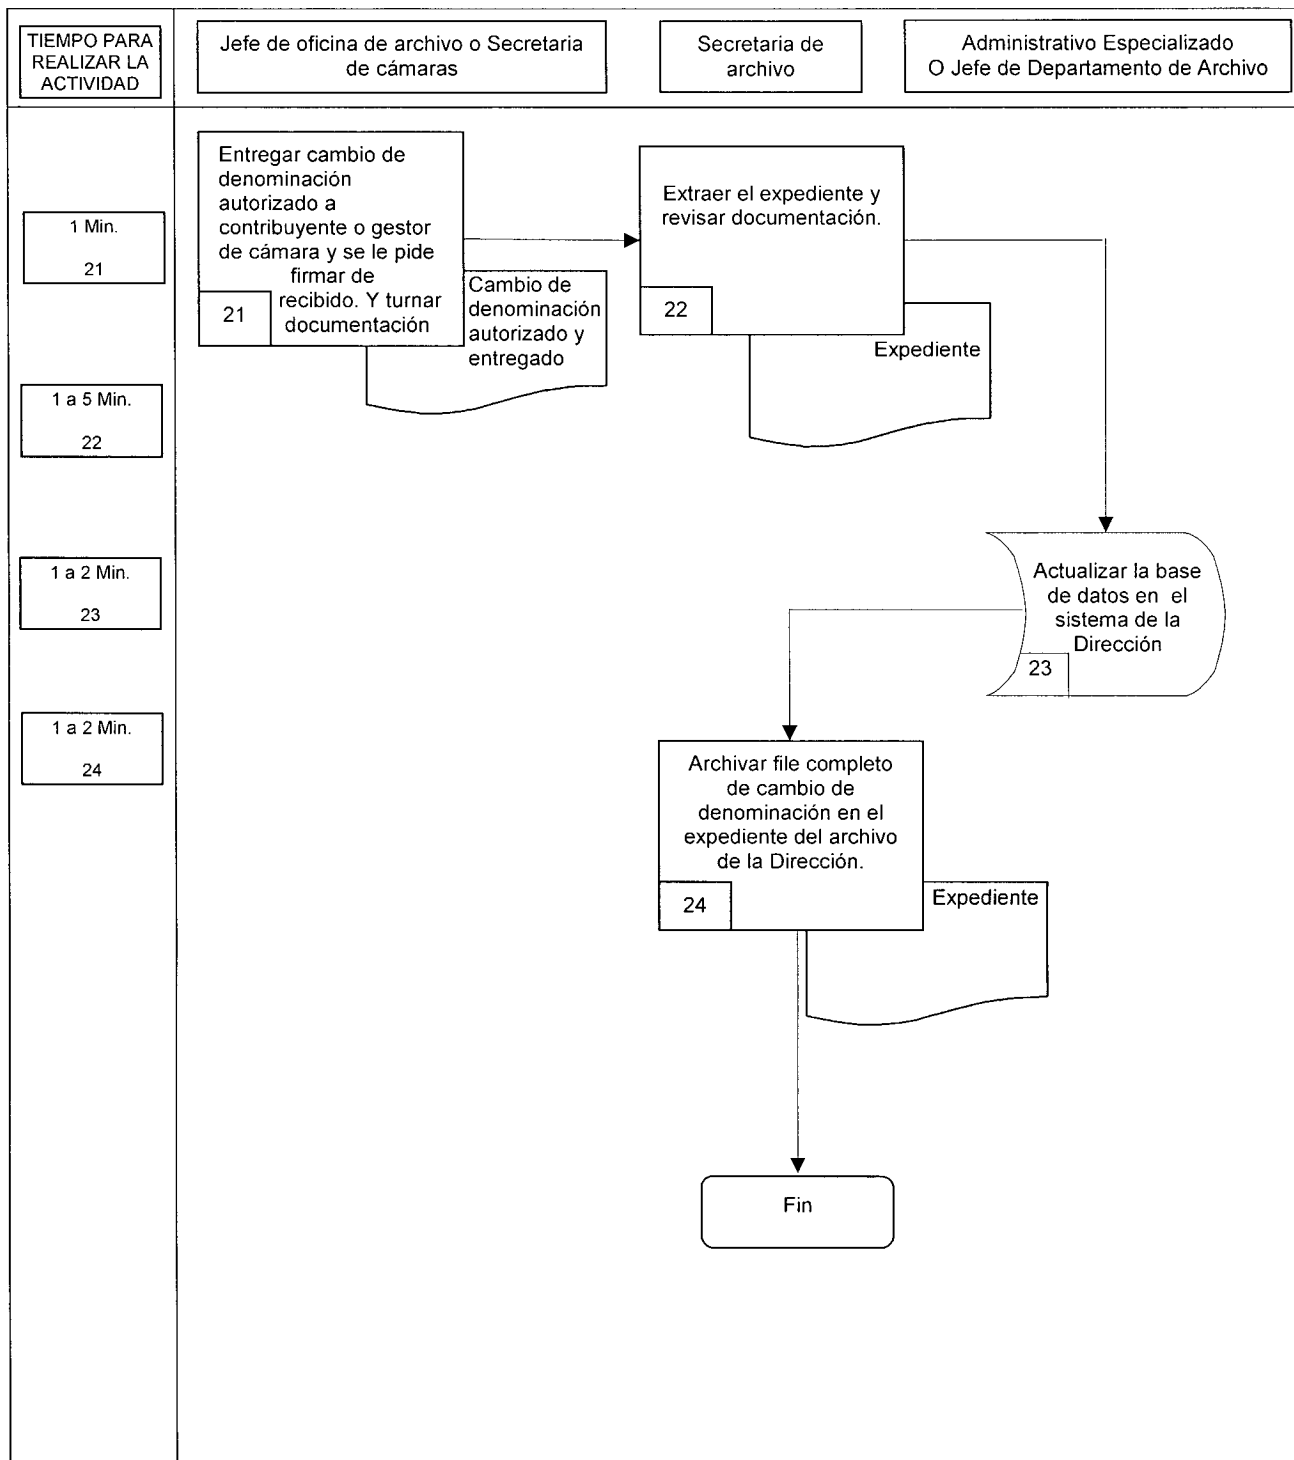 TIEMPO PARA
REALIZAR LA
ACTIVIDAD
Jefe de oficina de archivo o Secretaria
de cámaras
Secretaria de
archivo
Administrativo Especializado
O Jefe de Departamento de Archivo
1 Min.
21
Entregar cambio de
denominación
autorizado a
contribuyente o gestor
de cámara y se le pide
firmar de
recibido. Y turnar
documentación
21
Cambio de
denominación
autorizado y
entregado
Extraer el expediente y
revisar documentación.
22
Expediente
1 a 5 Min.
22
1 a 2 Min.
23
Actualizar la base
de datos en el
sistema de la
Dirección
23
1 a 2 Min.
24
Archivar file completo
de cambio de
denominación en el
expediente del archivo
de la Dirección.
24
Expediente
Fin